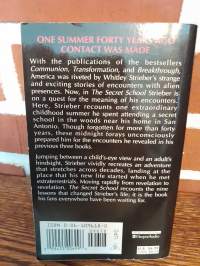 ONE SUMMER FORTY YEARS AGO
CONTACT WAS MADE
With the publications of the bestsellers
Communion, Transformation, and Breakthrough,
America was riveted by Whitley Strieber's strange
and exciting stories of encounters with alien
presences. Now, in The Secret School Strieber is
on a quest for the meaning of his encounters.
Here, Strieber recounts one extraordinary
childhood summer he spent attending a secret
school in the woods near his home in San
Antonio. Though forgotten for more than forty
years, these midnight forays unconsciously
prepared him for the encounters he revealed in his
previous three books.
Jumping between a child's-eye view and an adult's
hindsight, Strieber vividly recreates an adventure
that stretches across decades, landing at the
place that his new life started when he met
extraterrestrials. Moving rapidly from revelation to
revelation, The Secret School recounts the nine
lessons that changed Strieber's life; it is the book
his fans everywhere have been waiting for.
HarperAudio